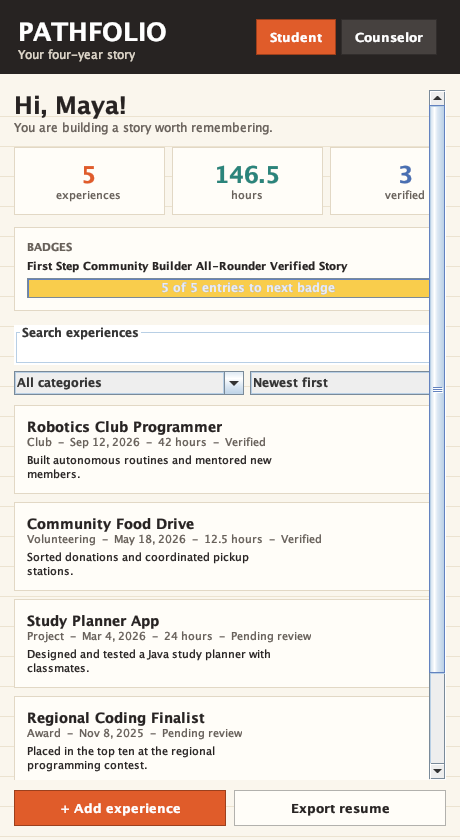 PATHFOLIO
Your four-year story
Student
Counselor
Hi, Maya!
You are building a story worth remembering.
5
experiences
146.5
hours
3
verified
BADGES
First Step Community Builder All-Rounder Verified Story
5 of 5 entries to next badge
Search experiences
All categories
Newest first
Robotics Club Programmer
Club – Sep 12, 2026 – 42 hours – Verified
Built autonomous routines and mentored new
members.
Community Food Drive
Volunteering – May 18, 2026 – 12.5 hours – Verified
Sorted donations and coordinated pickup
stations.
Study Planner App
Project – Mar 4, 2026 – 24 hours – Pending review
Designed and tested a Java study planner with
classmates.
Regional Coding Finalist
Award – Nov 8, 2025 – Pending review
Placed in the top ten at the regional
programming contest.
+ Add experience
Export resume